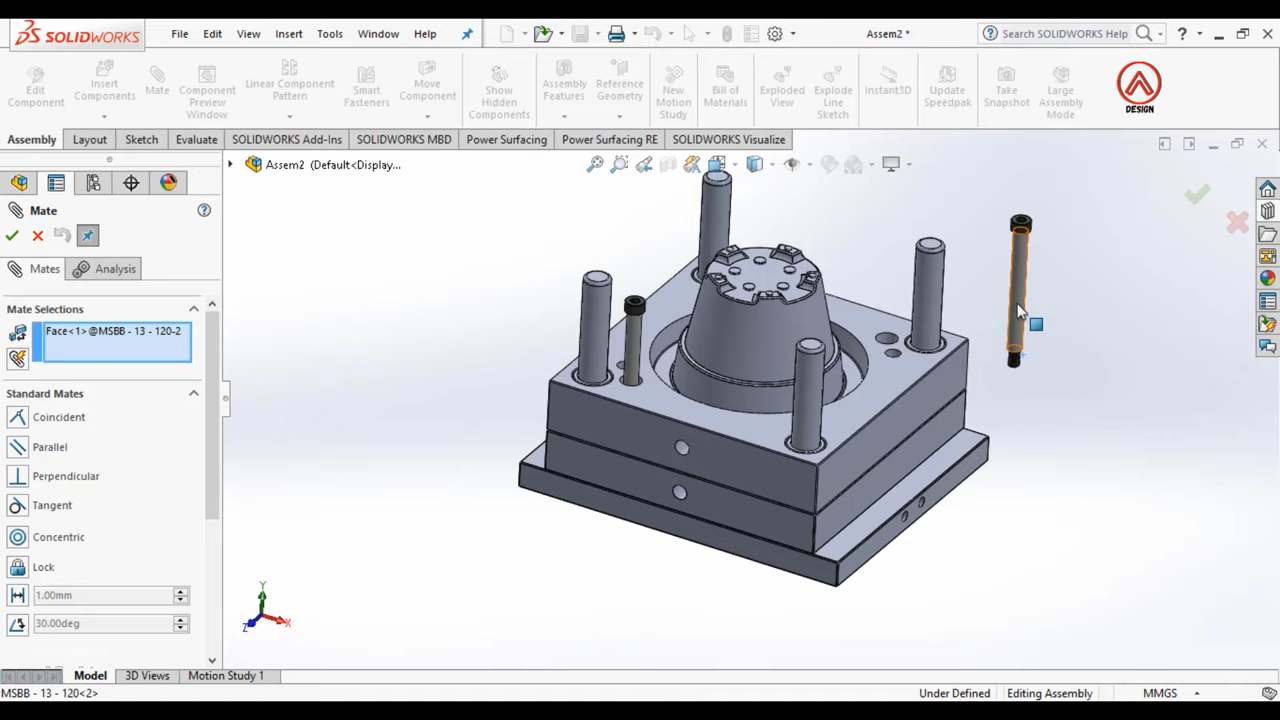 SOLIDWORKS File Edit View Insert Tools Window Help Assem2 * Search SOLIDWORKS Help ?
Edit Component
Insert Components
Mate
Component Preview Window
Linear Component Pattern
Smart Fasteners
Move Component
Show Hidden Components
Assembly Features
Reference Geometry
New Motion Study
Bill of Materials
Exploded View
Explode Line Sketch
Instant3D
Update Speedpak
Take Snapshot
Large Assembly Mode
DESIGN
Assembly Layout Sketch Evaluate SOLIDWORKS Add-Ins SOLIDWORKS MBD Power Surfacing Power Surfacing RE SOLIDWORKS Visualize
Assem2 (Default<Display...
Mate
Mates Analysis
Mate Selections
Face<1>@MSBB - 13 - 120-2
Standard Mates
Coincident
Parallel
Perpendicular
Tangent
Concentric
Lock
1.00mm
30.00deg
Y
X
Z
Model 3D Views Motion Study 1
MSBB - 13 - 120<2> Under Defined Editing Assembly MMGS